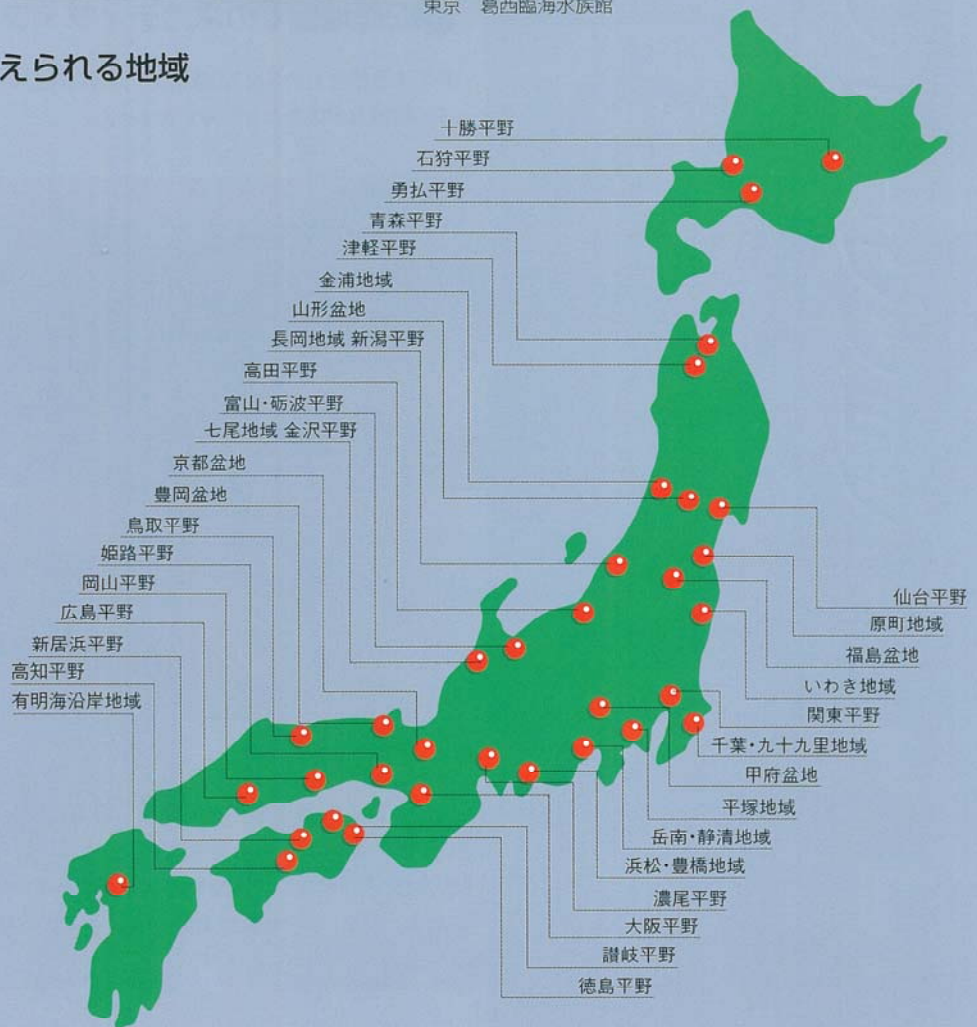 東京　葛西臨海水族館
えられる地域
十勝平野
石狩平野
勇払平野
青森平野
津軽平野
金浦地域
山形盆地
長岡地域 新潟平野
高田平野
富山・砺波平野
七尾地域 金沢平野
京都盆地
豊岡盆地
鳥取平野
姫路平野
岡山平野
広島平野
新居浜平野
高知平野
有明海沿岸地域
仙台平野
原町地域
福島盆地
いわき地域
関東平野
千葉・九十九里地域
甲府盆地
平塚地域
岳南・静清地域
浜松・豊橋地域
濃尾平野
大阪平野
讃岐平野
徳島平野